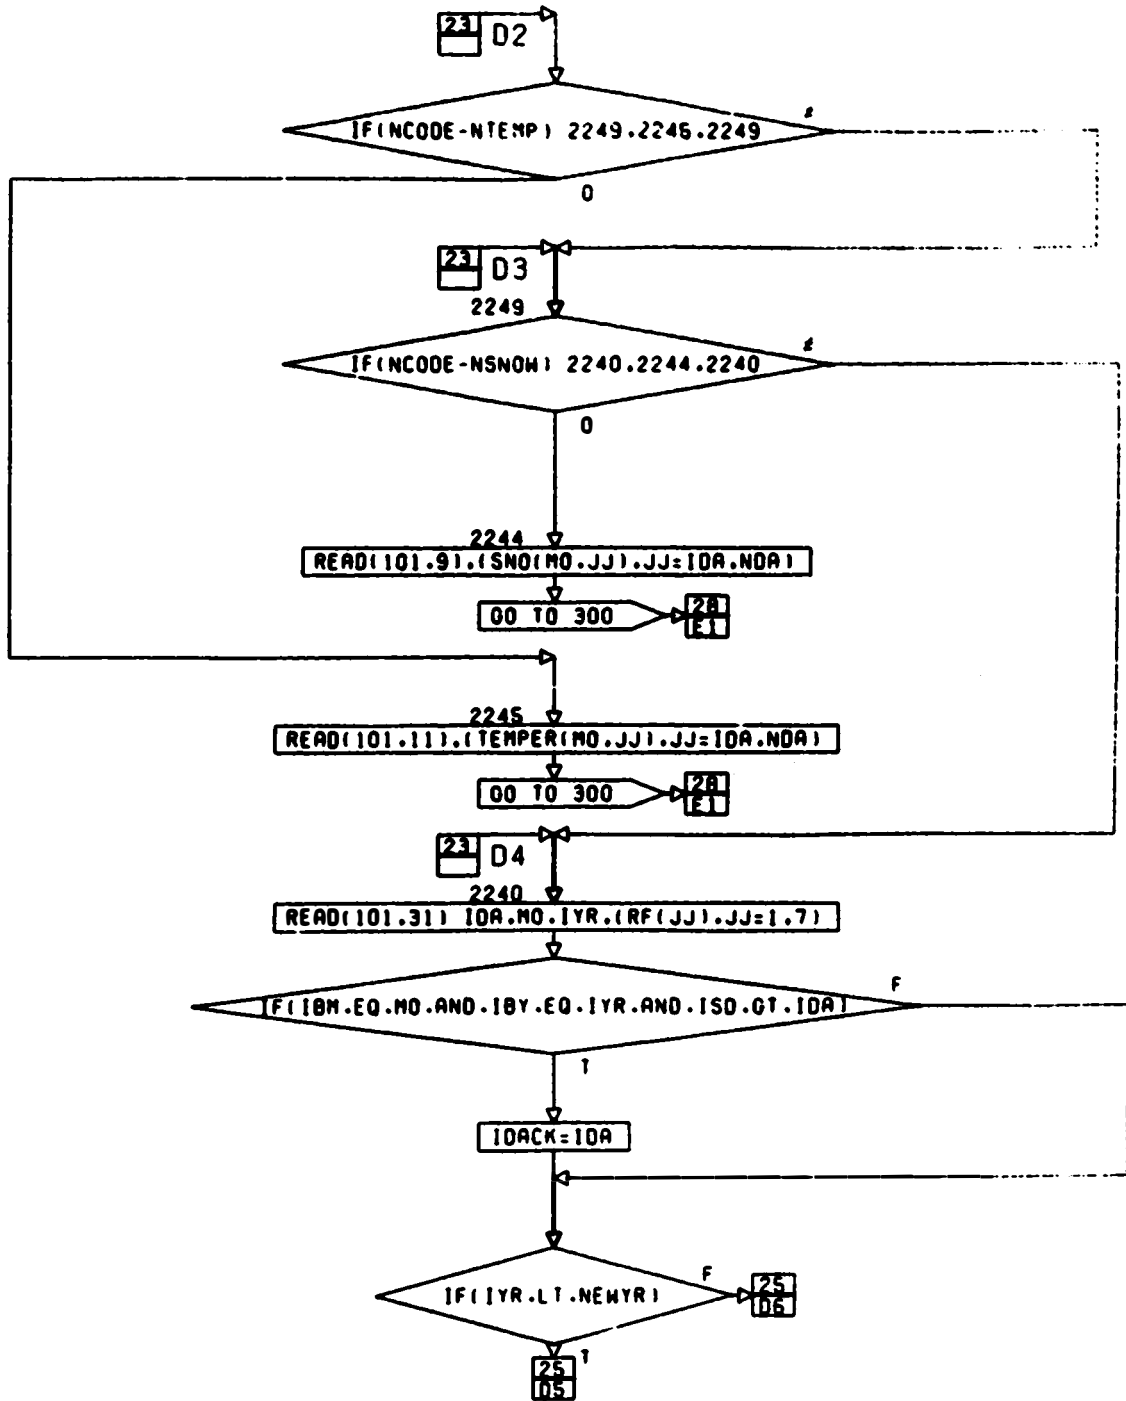 23 D2
≠
IF(NCODE-NTEMP) 2249.2245.2249
0
23 D3
2249
≠
IF(NCODE-NSNOW) 2240.2244.2240
0
2244
READ(101.9).(SNO(MO.JJ).JJ=IDA.NDA)
GO TO 300 28
E1
2245
READ(101.11).(TEMPER(MO.JJ).JJ=IDA.NDA)
GO TO 300 28
E1
23 D4
2240
READ(101.31) IDA.MO.IYR.(RF(JJ).JJ=1.7)
F
IF(IBM.EQ.MO.AND.IBY.EQ.IYR.AND.ISD.GT.IDA)
T
IDACK=IDA
F
IF(IYR.LT.NEWYR) 25
D6
T
25
D5